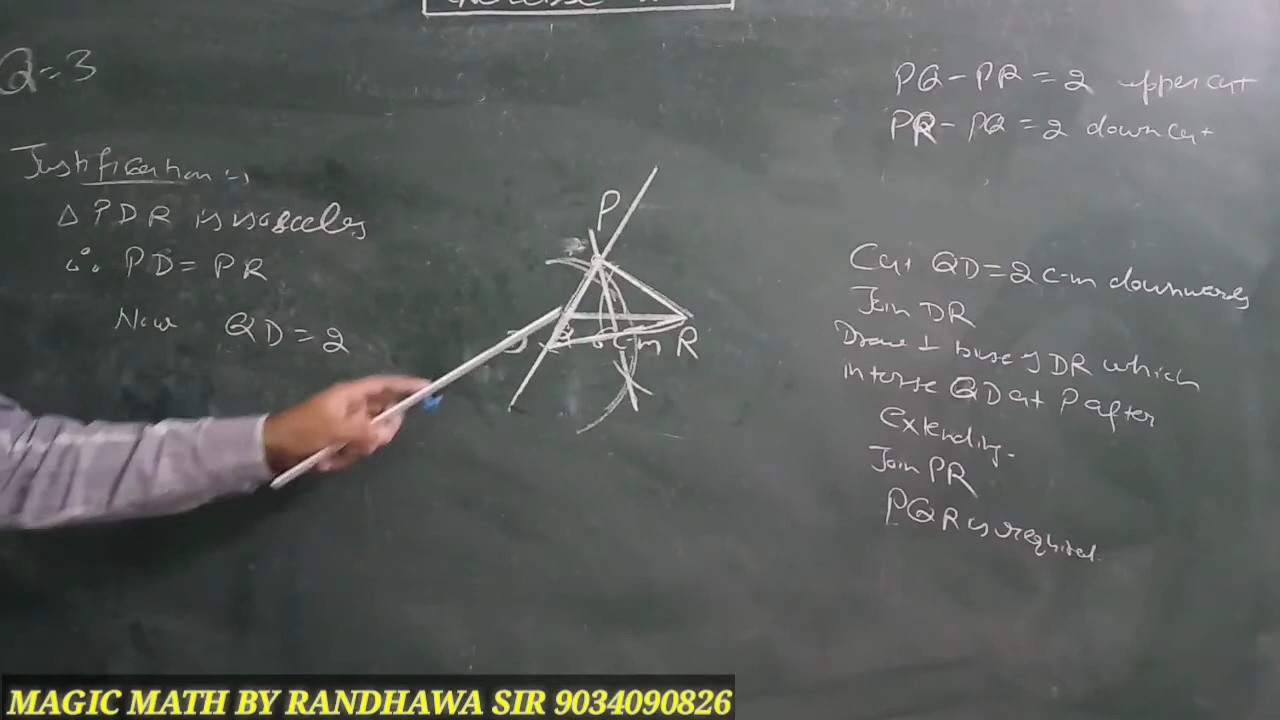 Q=3
Justification :-
Δ PDR is isosceles
∴ PD = PR
Now QD = 2
P
D Q 6 cm R
PQ - PR = 2 upper cut
PR - PQ = 2 down cut
Cut QD = 2 cm downwards
Join DR
Draw ⊥ of DR which
QD at P after
extending.
Join PR
PQR is required.
MAGIC MATH BY RANDHAWA SIR 9034090826